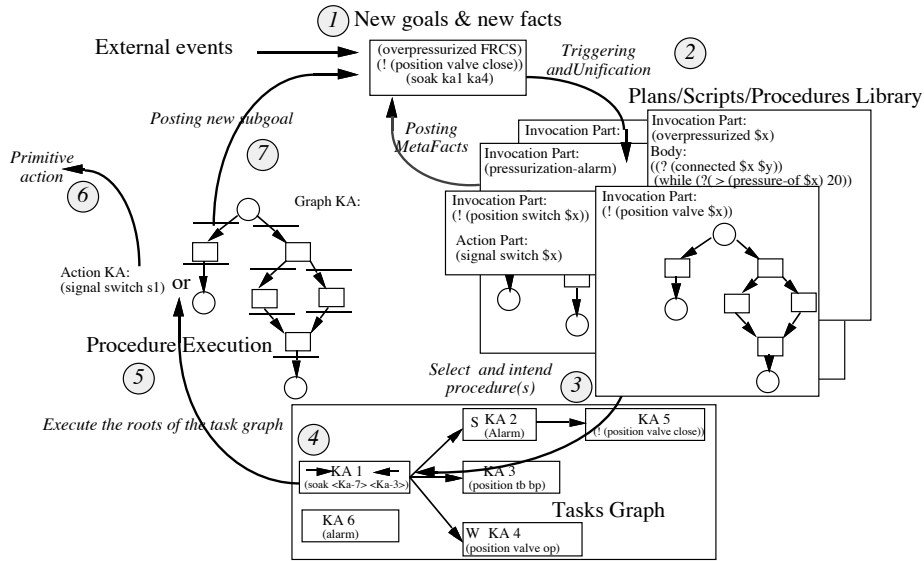 1 New goals & new facts
External events
(overpressurized FRCS)
(! (position valve close))
(soak ka1 ka4)
Triggering
andUnification
2
Plans/Scripts/Procedures Library
Posting new subgoal
7
Posting
MetaFacts
Invocation Part:
Invocation Part:
(pressurization-alarm)
Invocation Part:
(overpressurized $x)
Body:
((? (connected $x $y))
(while (?( > (pressure-of $x) 20))
Invocation Part:
(! (position switch $x))
Action Part:
(signal switch $x)
Invocation Part:
(! (position valve $x))
Primitive
action
6
Graph KA:
Action KA:
(signal switch s1)
or
Procedure Execution
5
Execute the roots of the task graph
Select and intend
procedure(s)
3
4
KA 1
(soak <Ka-7> <Ka-3>)
S KA 2
(Alarm)
KA 5
(! (position valve close))
KA 3
(position tb bp)
KA 6
(alarm)
W KA 4
(position valve op)
Tasks Graph